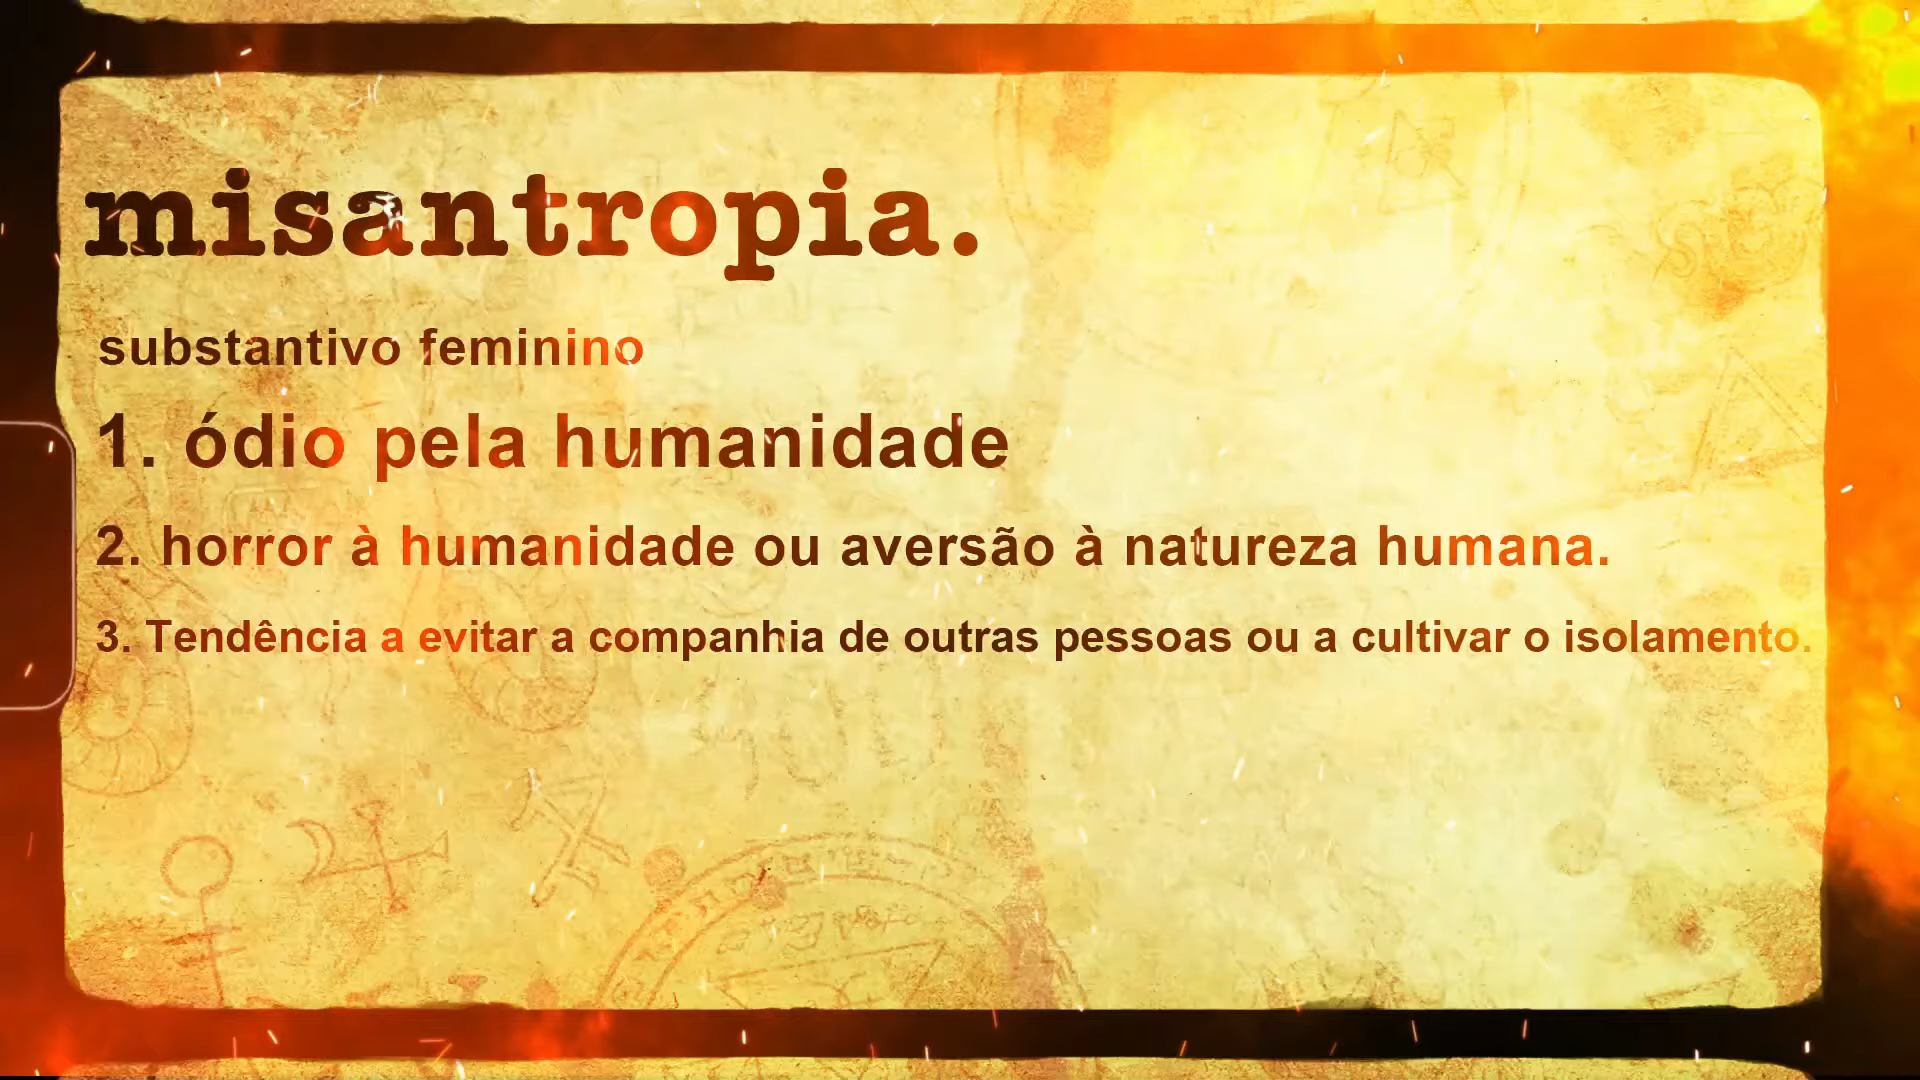 misantropia.
substantivo feminino
1. ódio pela humanidade
2. horror à humanidade ou aversão à natureza humana.
3. Tendência a evitar a companhia de outras pessoas ou a cultivar o isolamento.